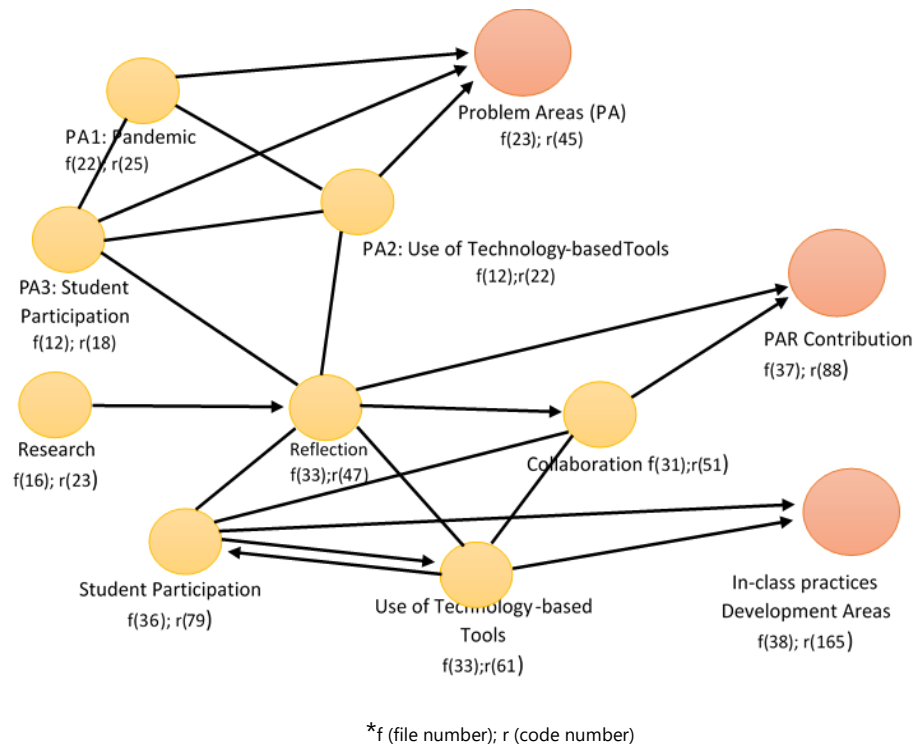 Problem Areas (PA)
f(23); r(45)
PA1: Pandemic
f(22); r(25)
PA2: Use of Technology-basedTools
f(12);r(22)
PA3: Student
Participation
f(12); r(18)
PAR Contribution
f(37); r(88)
Research
f(16); r(23)
Reflection
f(33);r(47)
Collaboration f(31);r(51)
Student Participation
f(36); r(79)
Use of Technology-based
Tools
f(33);r(61)
In-class practices
Development Areas
f(38); r(165)
*f (file number); r (code number)